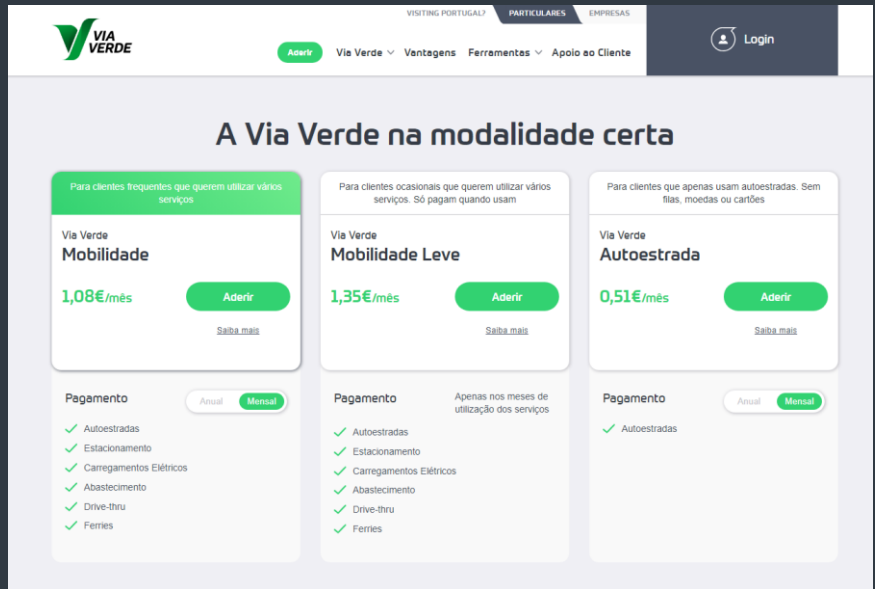 VISITING PORTUGAL?
PARTICULARES
EMPRESAS
VIA
VERDE
Aderir
Via Verde
Vantagens
Ferramentas
Apoio ao Cliente
Login
A Via Verde na modalidade certa
Para clientes frequentes que querem utilizar vários
serviços
Via Verde
Mobilidade
1,08€/mês
Aderir
Saiba mais
Pagamento
Anual
Mensal
Autoestradas
Estacionamento
Carregamentos Elétricos
Abastecimento
Drive-thru
Ferries
Para clientes ocasionais que querem utilizar vários
serviços. Só pagam quando usam
Via Verde
Mobilidade Leve
1,35€/mês
Aderir
Saiba mais
Pagamento
Apenas nos meses de
utilização dos serviços
Autoestradas
Estacionamento
Carregamentos Elétricos
Abastecimento
Drive-thru
Ferries
Para clientes que apenas usam autoestradas. Sem
filas, moedas ou cartões
Via Verde
Autoestrada
0,51€/mês
Aderir
Saiba mais
Pagamento
Anual
Mensal
Autoestradas